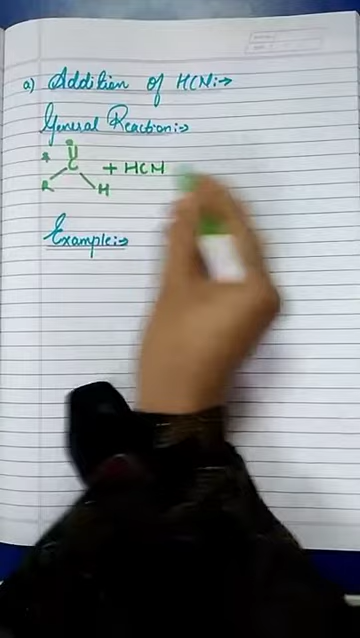 a) Addition of HCN:→
General Reaction:→
O
C + HCN
R H
Example:→